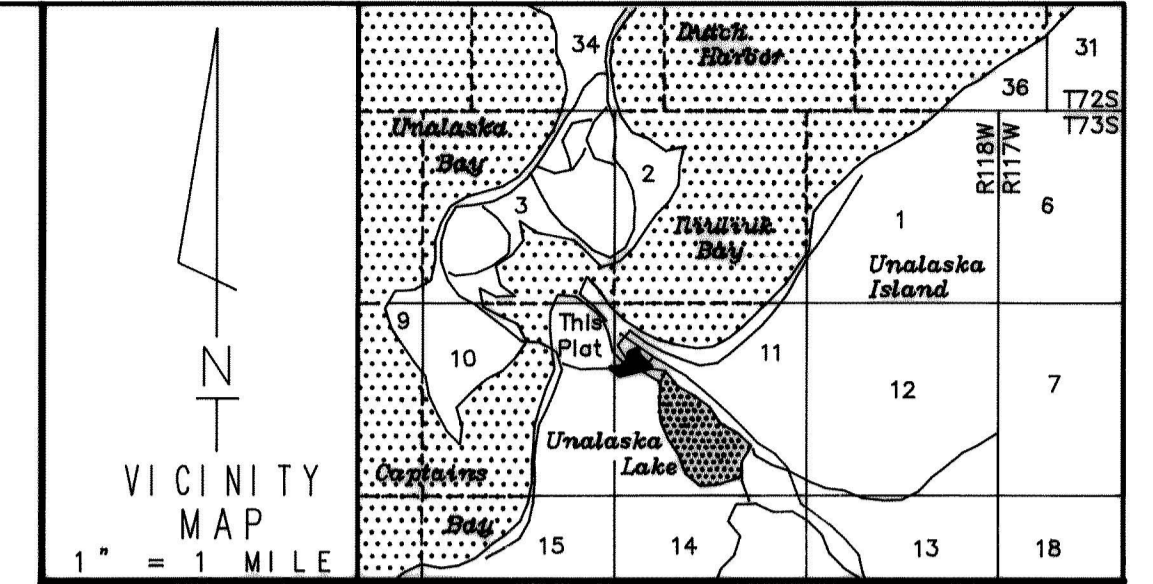 N
VICINITY
MAP
1" = 1 MILE
34
Dutch
Harbor
31
36
T72S
T73S
Unalaska
Bay
R118W
R117W
2
3
1
6
Iliuliuk
Bay
Unalaska
Island
9
This
Plat
10
11
12
7
Unalaska
Lake
Captains
Bay
15
14
13
18